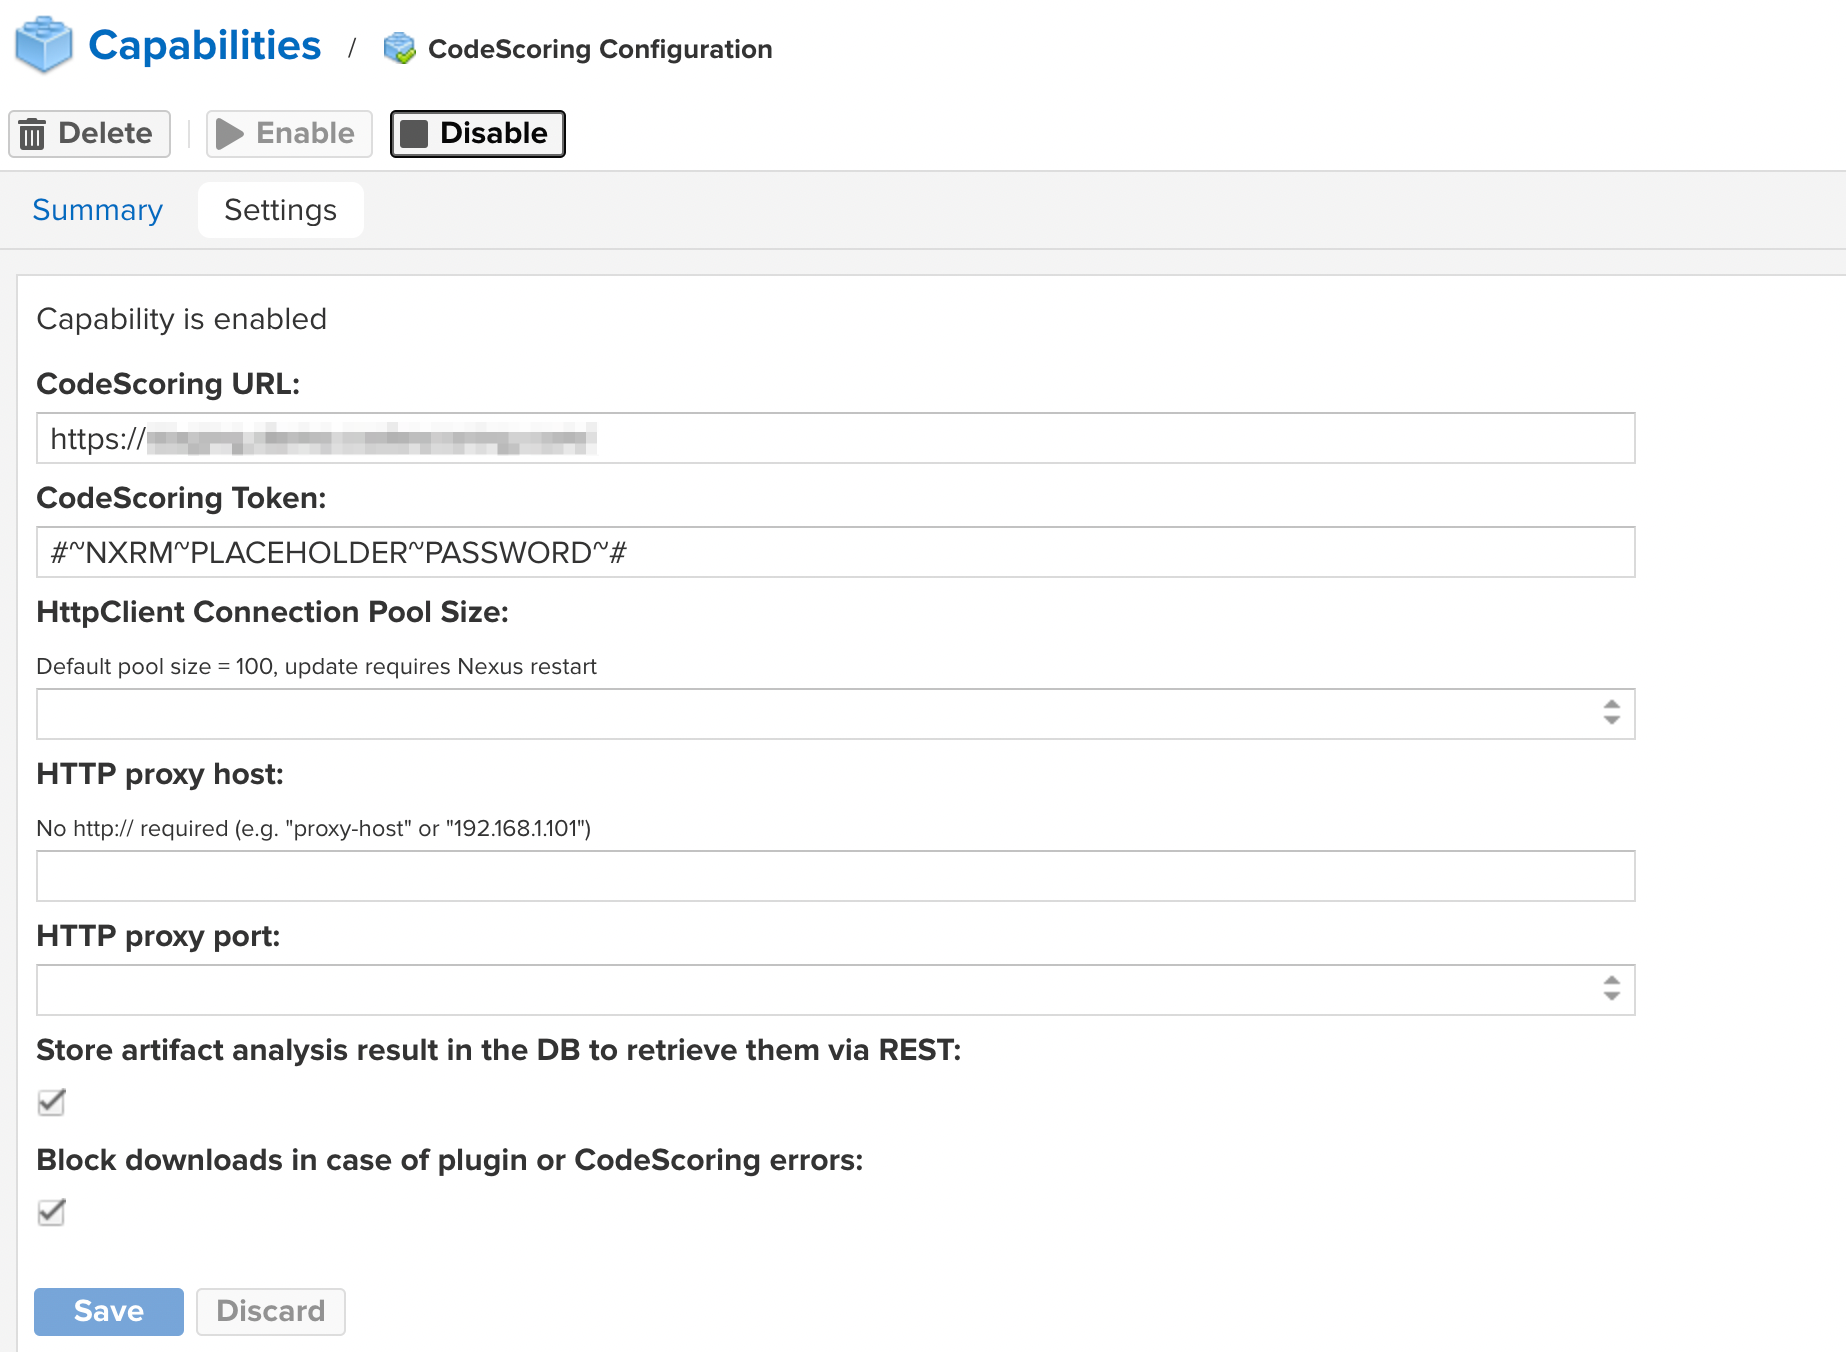 Capabilities / CodeScoring Configuration
Delete Enable Disable
Summary Settings
Capability is enabled
CodeScoring URL:
https://
CodeScoring Token:
#~NXRM~PLACEHOLDER~PASSWORD~#
HttpClient Connection Pool Size:
Default pool size = 100, update requires Nexus restart
HTTP proxy host:
No http:// required (e.g. "proxy-host" or "192.168.1.101")
HTTP proxy port:
Store artifact analysis result in the DB to retrieve them via REST:
Block downloads in case of plugin or CodeScoring errors:
Save Discard